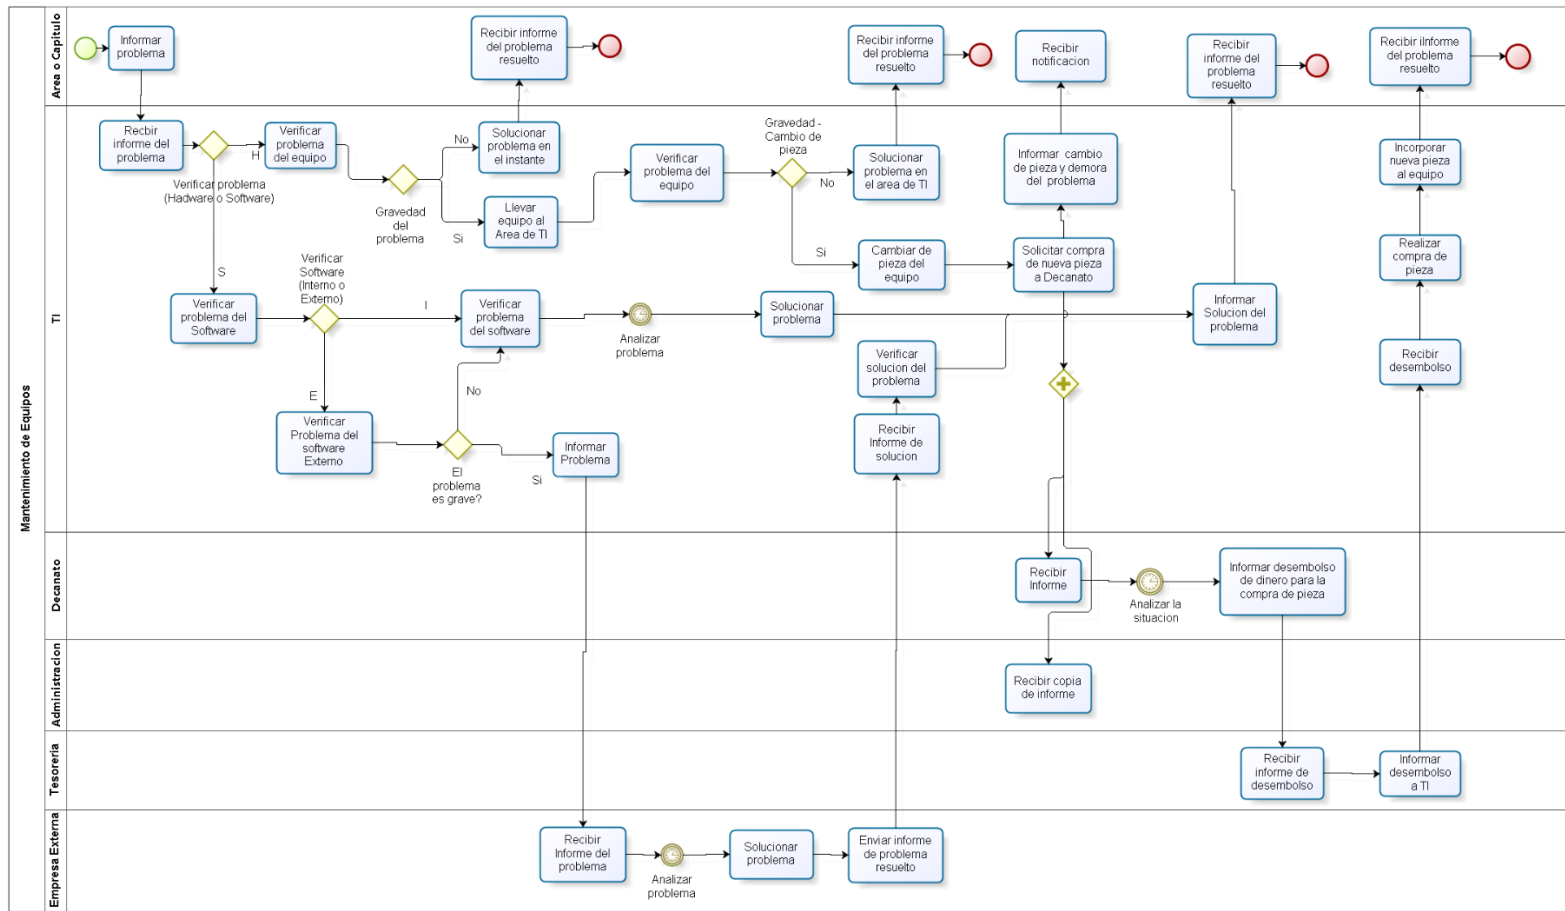 Mantenimiento de Equipos
Area o Capitulo
Informar
problema
Recibir informe
del problema
resuelto
Recibir informe
del problema
resuelto
Recibir
notificacion
Recibir
informe del
problema
resuelto
Recibir iInforme
del problema
resuelto
TI
Recbir
informe del
problema
Verificar problema
(Hadware o Software)
H
S
Verificar
problema
del equipo
Gravedad
del
problema
No
Si
Solucionar
problema en
el instante
Llevar
equipo al
Area de TI
Verificar
problema del
equipo
Gravedad -
Cambio de
pieza
No
Si
Solucionar
problema en
el area de TI
Cambiar de
pieza del
equipo
Informar cambio
de pieza y demora
del problema
Solicitar compra
de nueva pieza
a Decanato
Incorporar
nueva pieza
al equipo
Realizar
compra de
pieza
Recibir
desembolso
Verificar
problema del
Software
Verificar
Software
(Interno o
Externo)
I
E
Verificar
problema
del software
Analizar
problema
Solucionar
problema
Informar
Solucion del
problema
Verificar
solucion del
problema
Recibir
Informe de
solucion
Verificar
Problema del
software
Externo
El
problema
es grave?
No
Si
Informar
Problema
Decanato
Recibir
Informe
Analizar la
situacion
Informar desembolso
de dinero para la
compra de pieza
Administracion
Recibir copia
de informe
Tesoreria
Recibir
informe de
desembolso
Informar
desembolso
a TI
Empresa Externa
Recibir
Informe del
problema
Analizar
problema
Solucionar
problema
Enviar informe
de problema
resuelto